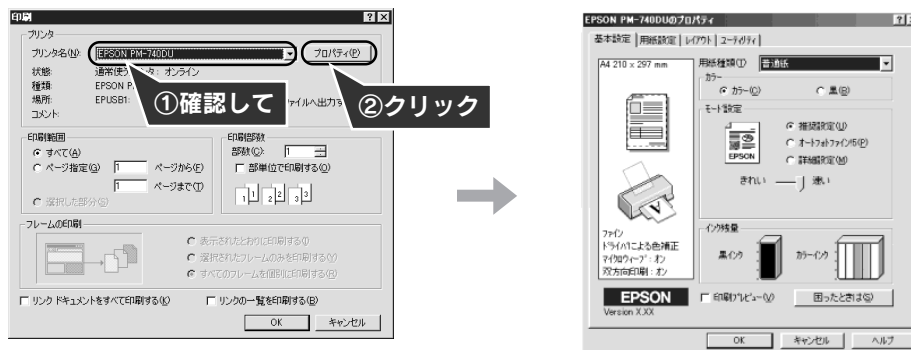 印刷
プリンタ
プリンタ名(N): EPSON PM-740DU プロパティ(P)
状態: 通常使う タ: オンライン
種類: EPSON P
場所: EPUSB1: ァイルへ出力す
コメント:
①確認して
②クリック
印刷範囲
すべて(A)
ページ指定(G) 1 ページから(F)
1 ページまで(T)
選択した部分(S)
印刷部数
部数(C): 1
部単位で印刷する(O)
1 1 2 2 3 3
フレームの印刷
表示されたとおりに印刷する(I)
選択されたフレームのみを印刷する(V)
すべてのフレームを個別に印刷する(R)
リンク ドキュメントをすべて印刷する(K) リンクの一覧を印刷する(B)
OK キャンセル
EPSON PM-740DUのプロパティ
基本設定 用紙設定 レイアウト ユーティリティ
A4 210 x 297 mm
用紙種類(T) 普通紙
カラー
カラー(C) 黒(B)
モード設定
推奨設定(U)
オートフォトファイン!5(P)
詳細設定(M)
EPSON
きれい 速い
ファイン
ドライバによる色補正
マイクロウィーブ : オン
双方向印刷 : オン
インク残量
黒インク カラーインク
EPSON
Version X.XX
印刷プレビュー(V) 困ったときは(S)
OK キャンセル ヘルプ